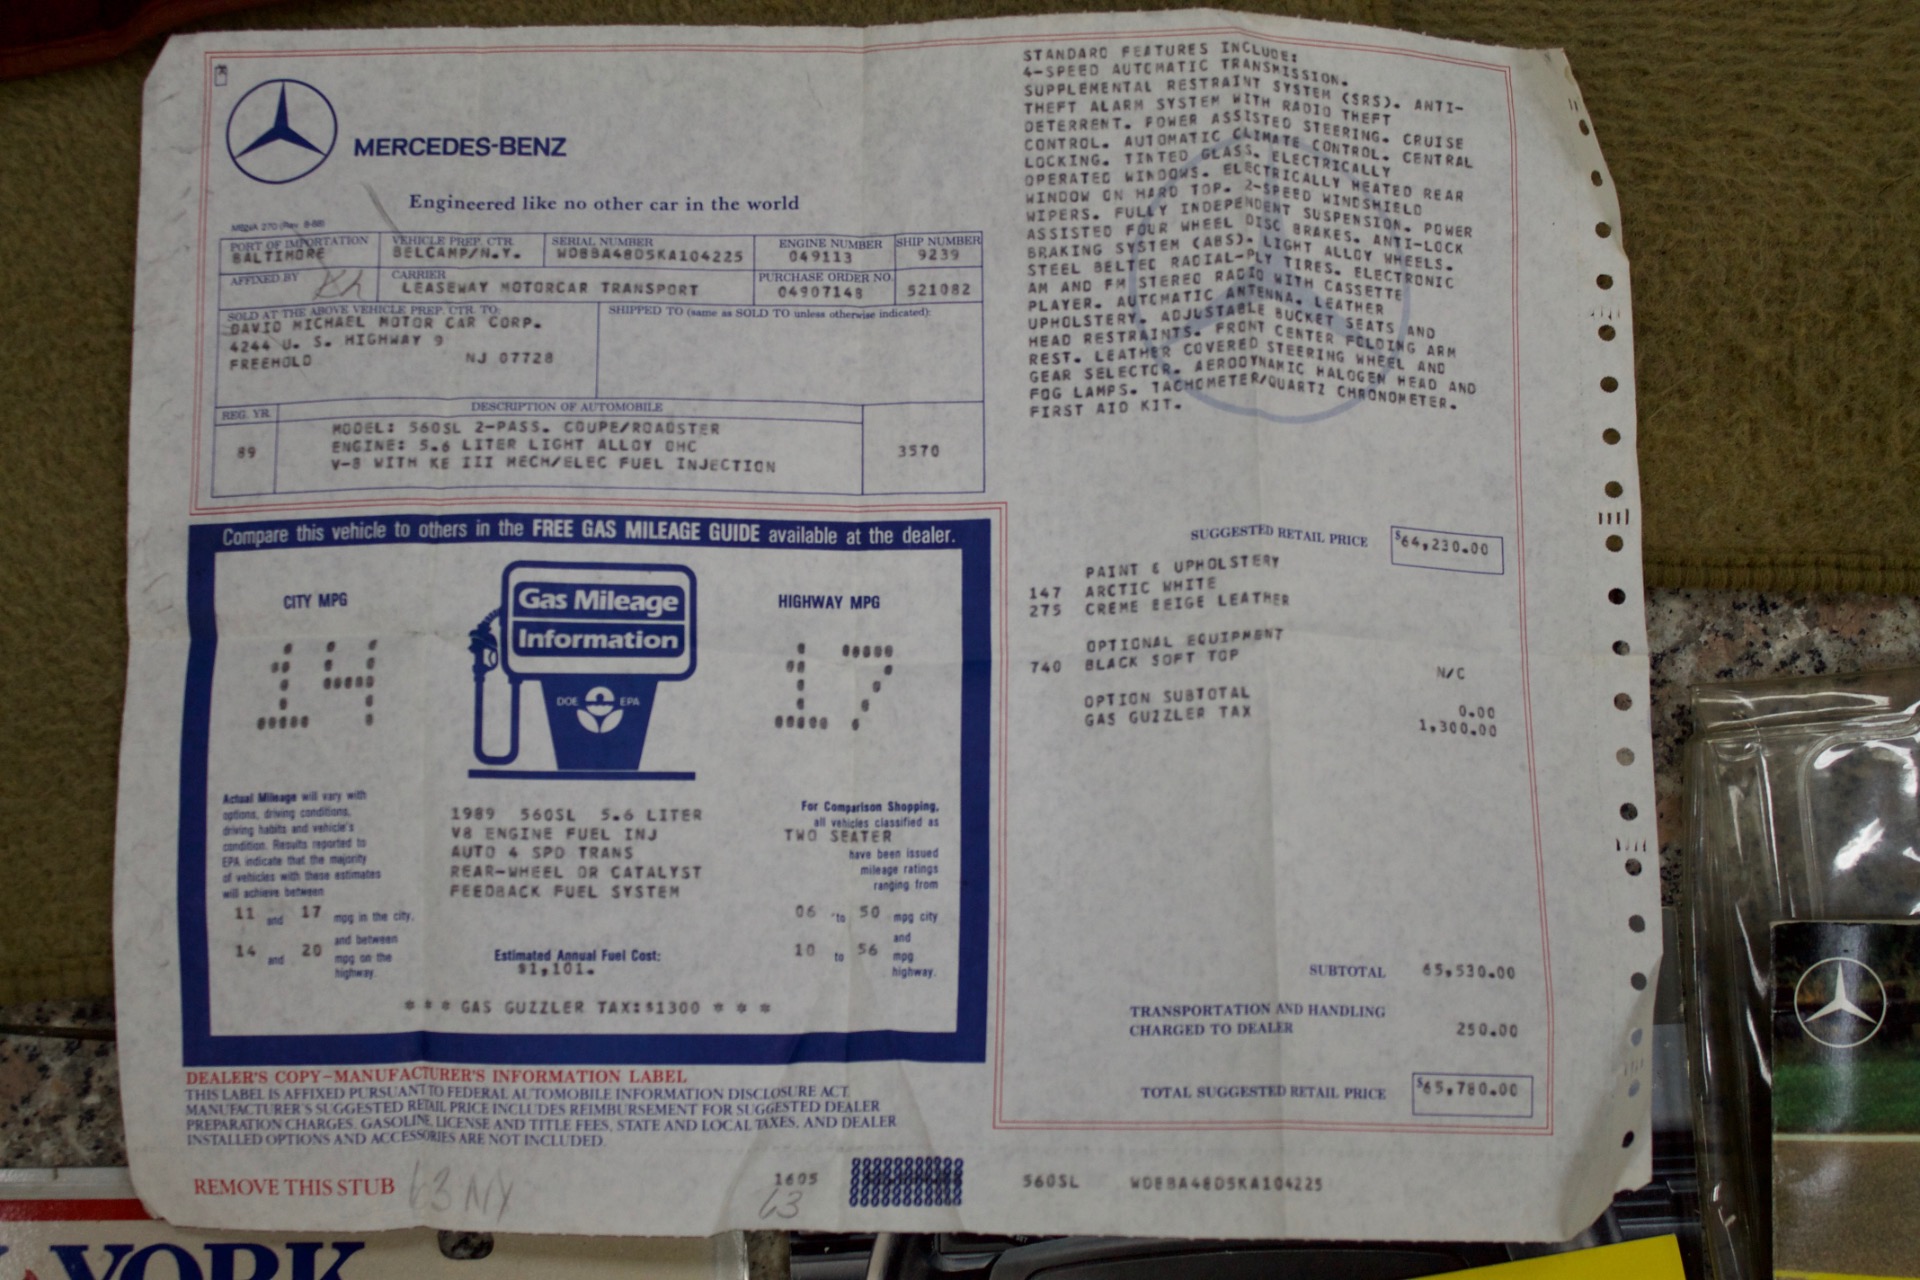 MERCEDES-BENZ
Engineered like no other car in the world
MBNA 270 (Rev. 8-88)
PORT OF IMPORTATION
BALTIMORE
VEHICLE PREP. CTR.
BELCAMP/N.Y.
SERIAL NUMBER
WDBBA48D5KA104225
ENGINE NUMBER
049113
SHIP NUMBER
9239
AFFIXED BY
CARRIER
LEASEWAY MOTORCAR TRANSPORT
PURCHASE ORDER NO.
04907148
521082
SOLD AT THE ABOVE VEHICLE PREP. CTR. TO:
DAVID MICHAEL MOTOR CAR CORP.
4244 U. S. HIGHWAY 9
FREEHOLD NJ 07728
SHIPPED TO (same as SOLD TO unless otherwise indicated):
REG. YR.
89
DESCRIPTION OF AUTOMOBILE
MODEL: 560SL 2-PASS. COUPE/ROADSTER
ENGINE: 5.6 LITER LIGHT ALLOY OHC
V-8 WITH KE III MECH/ELEC FUEL INJECTION
3570
Compare this vehicle to others in the FREE GAS MILEAGE GUIDE available at the dealer.
CITY MPG
14
Gas Mileage
Information
DOE EPA
HIGHWAY MPG
17
Actual Mileage will vary with
options, driving conditions,
driving habits and vehicle's
condition. Results reported to
EPA indicate that the majority
of vehicles with these estimates
will achieve between
11 and 17 mpg in the city,
and between
14 and 20 mpg on the
highway.
1989 560SL 5.6 LITER
V8 ENGINE FUEL INJ
AUTO 4 SPD TRANS
REAR-WHEEL OR CATALYST
FEEDBACK FUEL SYSTEM
Estimated Annual Fuel Cost:
$1,101.
For Comparison Shopping,
all vehicles classified as
TWO SEATER
have been issued
mileage ratings
ranging from
06 to 50 mpg city
and
10 to 56 mpg
highway.
* * * GAS GUZZLER TAX:$1300 * * *
DEALER'S COPY-MANUFACTURER'S INFORMATION LABEL
THIS LABEL IS AFFIXED PURSUANT TO FEDERAL AUTOMOBILE INFORMATION DISCLOSURE ACT.
MANUFACTURER'S SUGGESTED RETAIL PRICE INCLUDES REIMBURSEMENT FOR SUGGESTED DEALER
PREPARATION CHARGES. GASOLINE, LICENSE AND TITLE FEES, STATE AND LOCAL TAXES, AND DEALER
INSTALLED OPTIONS AND ACCESSORIES ARE NOT INCLUDED.
REMOVE THIS STUB
63 NY
1605
63
STANDARD FEATURES INCLUDE:
4-SPEED AUTOMATIC TRANSMISSION.
SUPPLEMENTAL RESTRAINT SYSTEM (SRS). ANTI-
THEFT ALARM SYSTEM WITH RADIO THEFT
DETERRENT. POWER ASSISTED STEERING. CRUISE
CONTROL. AUTOMATIC CLIMATE CONTROL. CENTRAL
LOCKING. TINTED GLASS. ELECTRICALLY
OPERATED WINDOWS. ELECTRICALLY HEATED REAR
WINDOW ON HARD TOP. 2-SPEED WINDSHIELD
WIPERS. FULLY INDEPENDENT SUSPENSION. POWER
ASSISTED FOUR WHEEL DISC BRAKES. ANTI-LOCK
BRAKING SYSTEM (ABS). LIGHT ALLOY WHEELS.
STEEL BELTED RADIAL-PLY TIRES. ELECTRONIC
AM AND FM STEREO RADIO WITH CASSETTE
PLAYER. AUTOMATIC ANTENNA. LEATHER
UPHOLSTERY. ADJUSTABLE BUCKET SEATS AND
HEAD RESTRAINTS. FRONT CENTER FOLDING ARM
REST. LEATHER COVERED STEERING WHEEL AND
GEAR SELECTOR. AERODYNAMIC HALOGEN HEAD AND
FOG LAMPS. TACHOMETER/QUARTZ CHRONOMETER.
FIRST AID KIT.
SUGGESTED RETAIL PRICE $64,230.00
PAINT & UPHOLSTERY
147 ARCTIC WHITE
275 CREME BEIGE LEATHER
OPTIONAL EQUIPMENT
740 BLACK SOFT TOP N/C
OPTION SUBTOTAL 0.00
GAS GUZZLER TAX 1,300.00
SUBTOTAL 65,530.00
TRANSPORTATION AND HANDLING
CHARGED TO DEALER 250.00
TOTAL SUGGESTED RETAIL PRICE $65,780.00
560SL WDBBA48D5KA104225
YORK